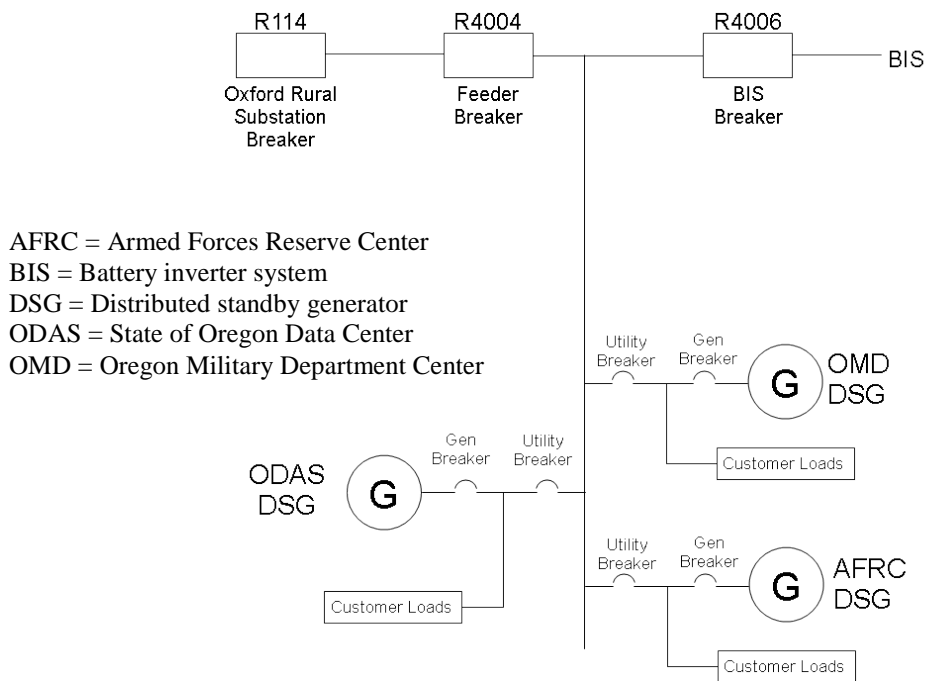 R114
R4004
R4006
BIS
Oxford Rural
Substation
Breaker
Feeder
Breaker
BIS
Breaker
AFRC = Armed Forces Reserve Center
BIS = Battery inverter system
DSG = Distributed standby generator
ODAS = State of Oregon Data Center
OMD = Oregon Military Department Center
Utility
Breaker
Gen
Breaker
G
OMD
DSG
Customer Loads
ODAS
DSG
G
Gen
Breaker
Utility
Breaker
Customer Loads
Utility
Breaker
Gen
Breaker
G
AFRC
DSG
Customer Loads